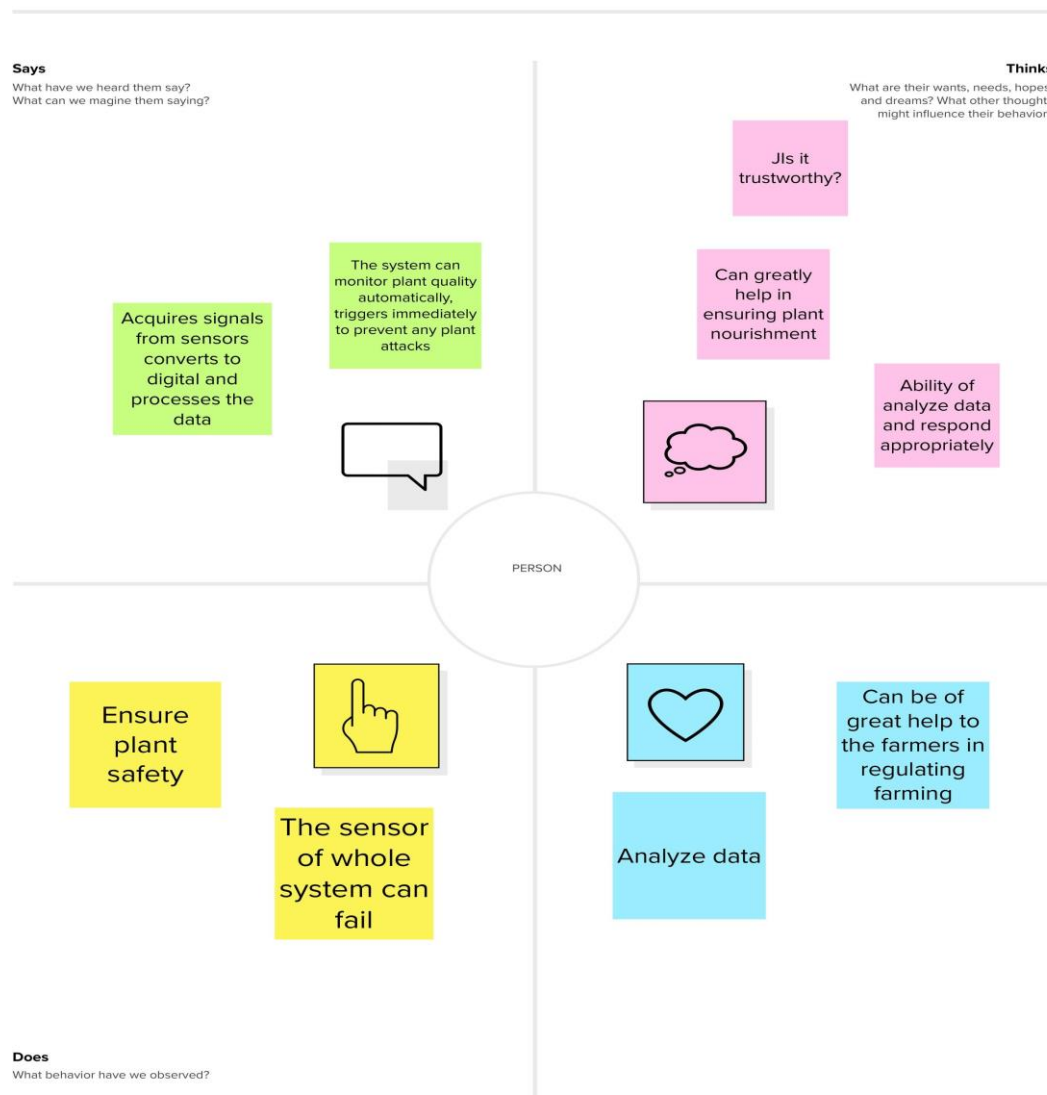 Says
What have we heard them say?
What can we magine them saying?
Think
What are their wants, needs, hopes
and dreams? What other thought
might influence their behavior
JIs it
trustworthy?
The system can
monitor plant quality
automatically,
triggers immediately
to prevent any plant
attacks
Can greatly
help in
ensuring plant
nourishment
Acquires signals
from sensors
converts to
digital and
processes the
data
Ability of
analyze data
and respond
appropriately
PERSON
Ensure
plant
safety
Can be of
great help to
the farmers in
regulating
farming
The sensor
of whole
system can
fail
Analyze data
Does
What behavior have we observed?